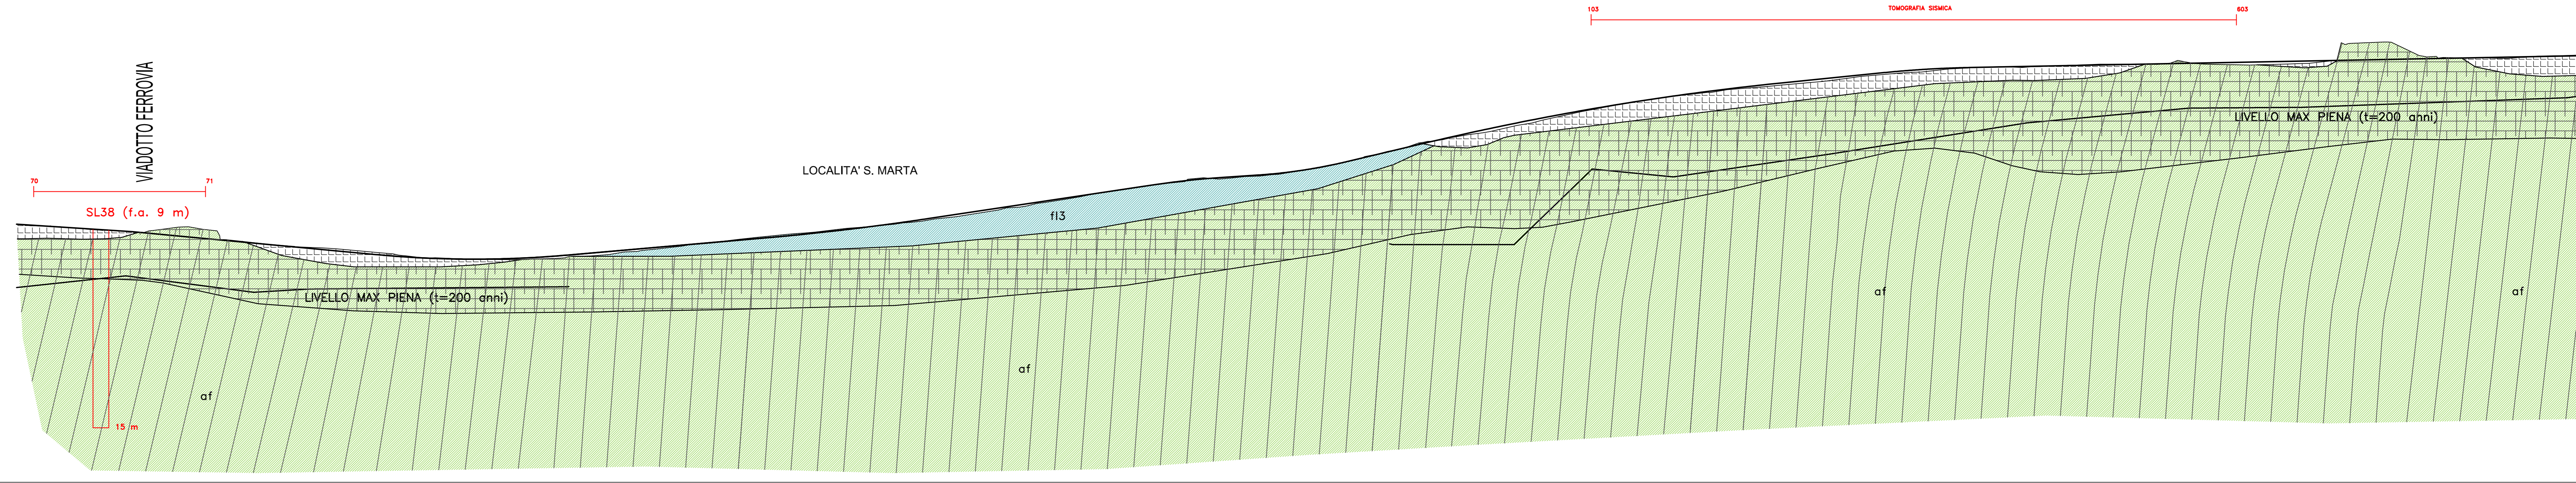 103
TOMOGRAFIA SISMICA
603
VIADOTTO FERROVIA
LIVELLO MAX PIENA (t=200 anni)
LOCALITA' S. MARTA
70
71
SL38 (f.a. 9 m)
fl3
LIVELLO MAX PIENA (t=200 anni)
af
af
af
af
15 m